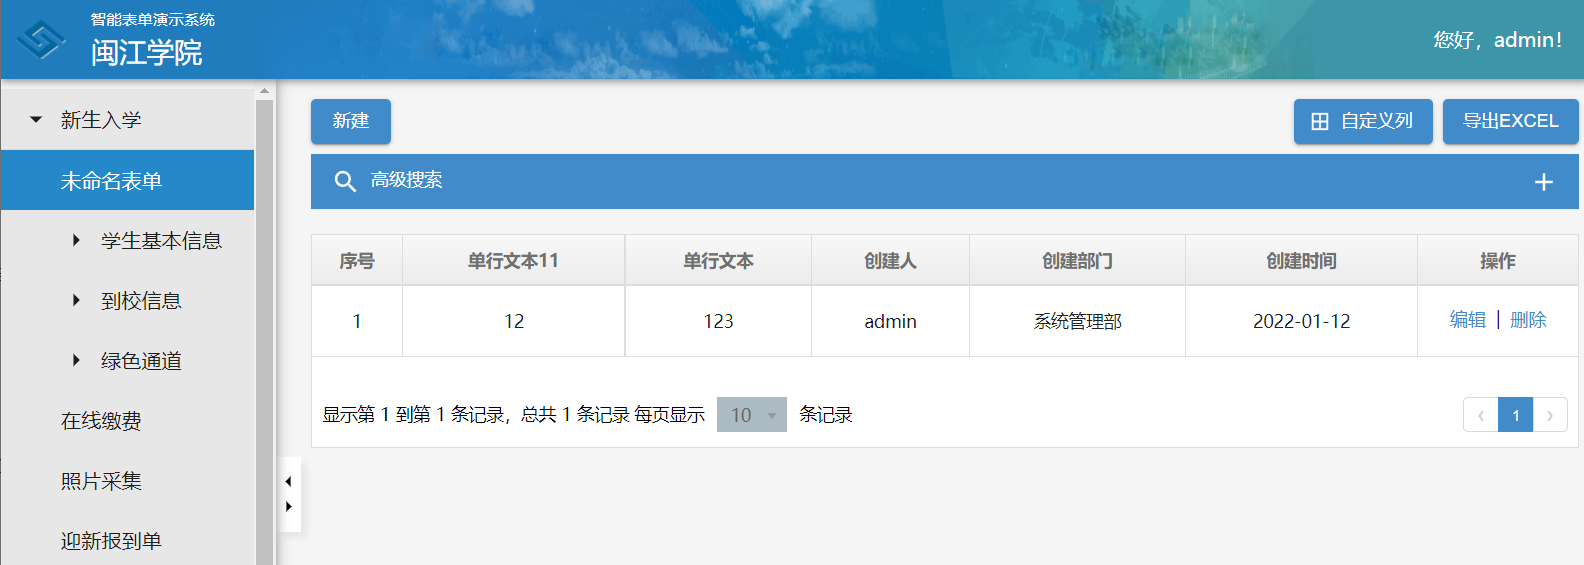 智能表单演示系统
闽江学院
您好，admin！
新生入学
未命名表单
学生基本信息
到校信息
绿色通道
在线缴费
照片采集
迎新报到单
新建
自定义列
导出EXCEL
高级搜索
序号 单行文本11 单行文本 创建人 创建部门 创建时间 操作
1 12 123 admin 系统管理部 2022-01-12 编辑 | 删除
显示第 1 到第 1 条记录，总共 1 条记录 每页显示 10 条记录
‹ 1 ›